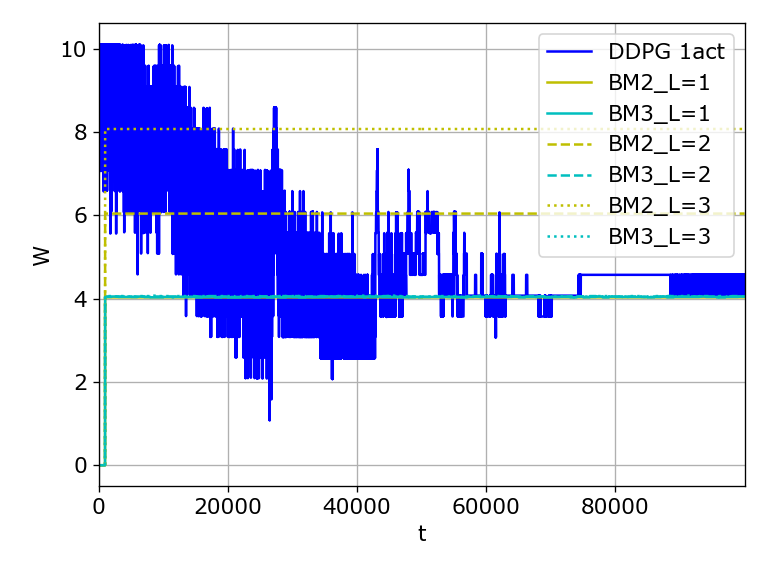 10
8
6
4
2
0
W
0
20000
40000
60000
80000
t
DDPG 1act
BM2_L=1
BM3_L=1
BM2_L=2
BM3_L=2
BM2_L=3
BM3_L=3